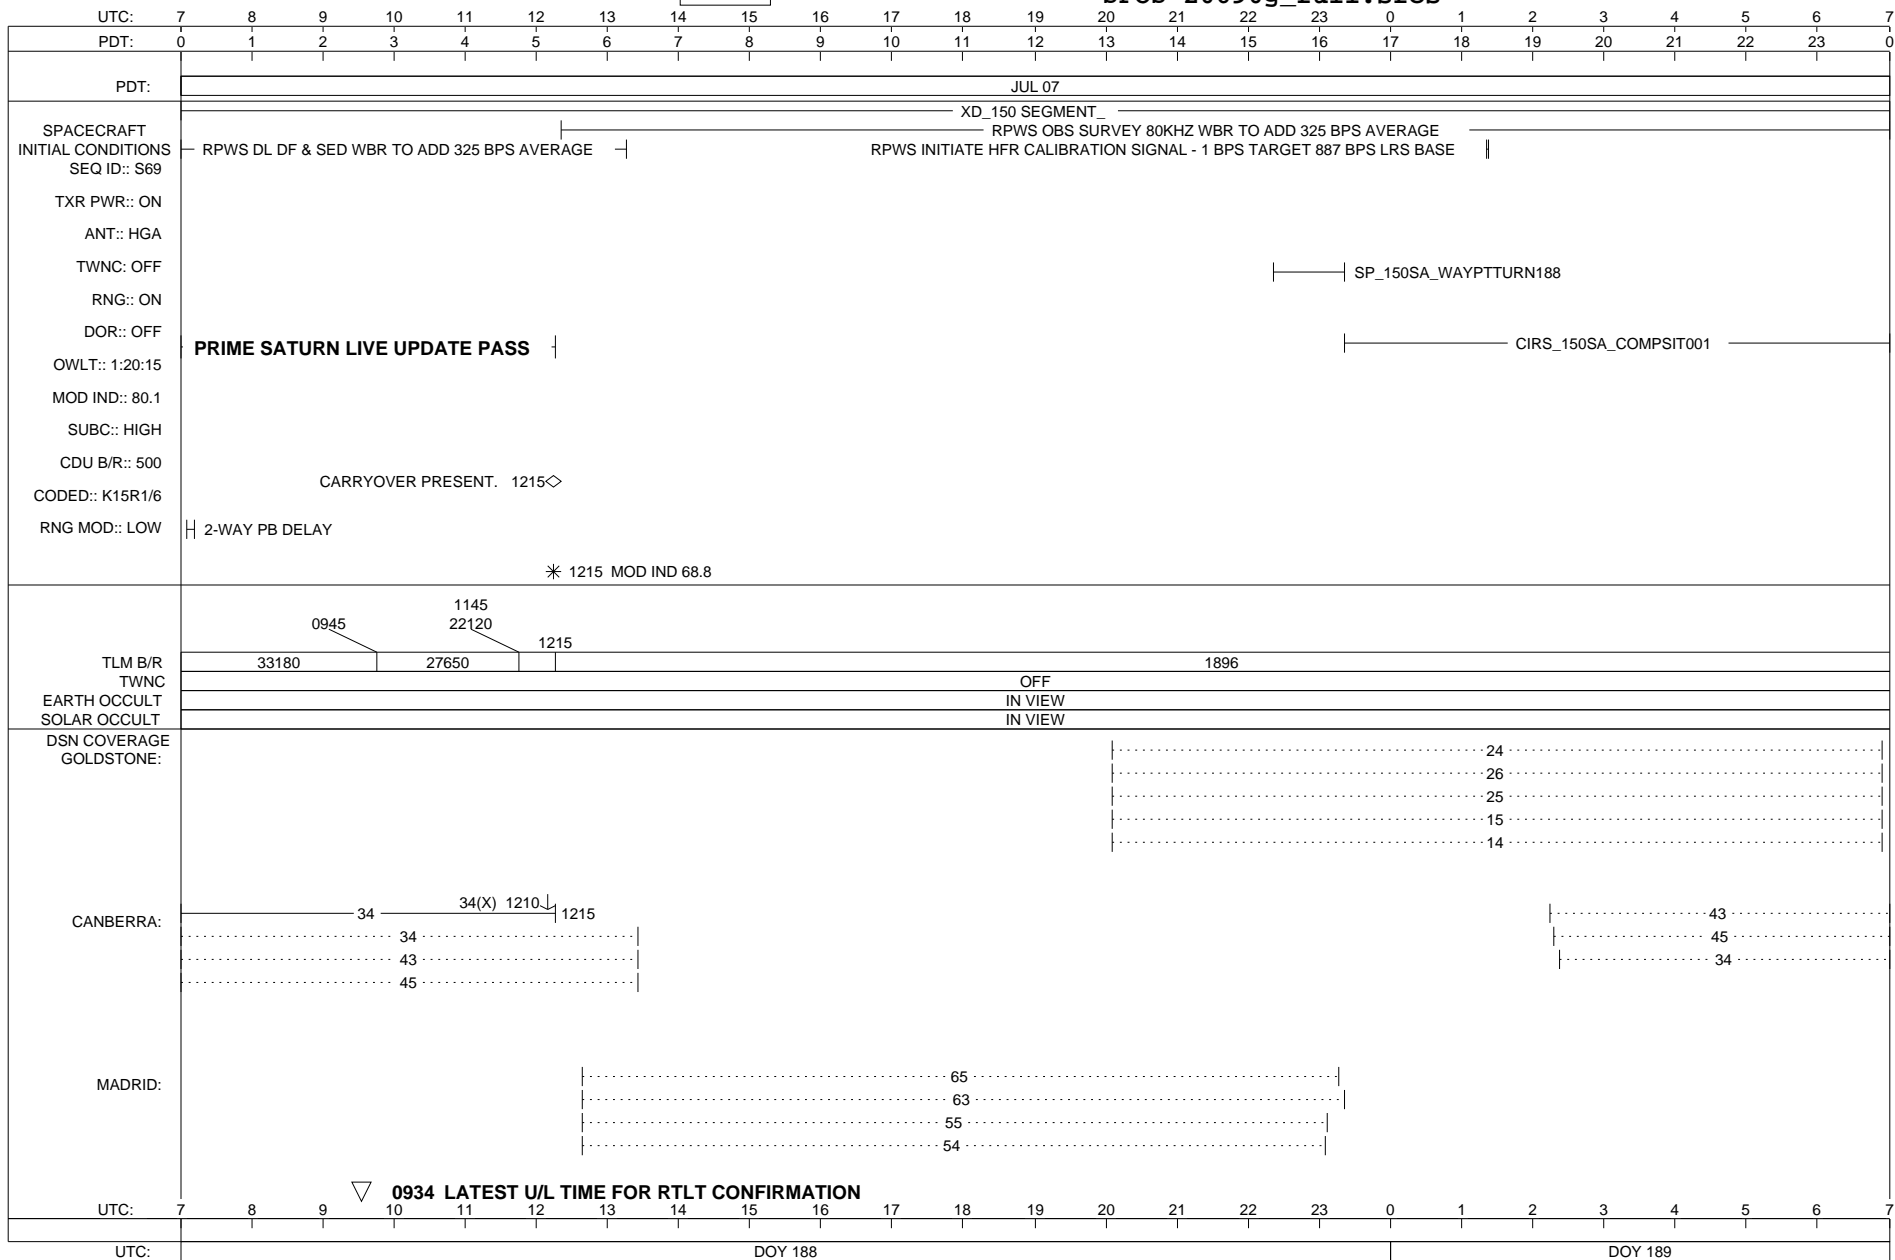 UTC: 7 8 9 10 11 12 13 14 15 16 17 18 19 20 21 22 23 0 1 2 3 4 5 6 7
PDT: 0 1 2 3 4 5 6 7 8 9 10 11 12 13 14 15 16 17 18 19 20 21 22 23 0
PDT: JUL 07
XD_150 SEGMENT_
SPACECRAFT RPWS OBS SURVEY 80KHZ WBR TO ADD 325 BPS AVERAGE
INITIAL CONDITIONS RPWS DL DF & SED WBR TO ADD 325 BPS AVERAGE RPWS INITIATE HFR CALIBRATION SIGNAL - 1 BPS TARGET 887 BPS LRS BASE
SEQ ID:: S69
TXR PWR:: ON
ANT:: HGA
TWNC: OFF SP_150SA_WAYPTTURN188
RNG:: ON
DOR:: OFF
PRIME SATURN LIVE UPDATE PASS CIRS_150SA_COMPSIT001
OWLT:: 1:20:15
MOD IND:: 80.1
SUBC:: HIGH
CDU B/R:: 500
CARRYOVER PRESENT. 1215
CODED:: K15R1/6
RNG MOD:: LOW 2-WAY PB DELAY
1215 MOD IND 68.8
1145
0945 22120
1215
TLM B/R 33180 27650 1896
TWNC OFF
EARTH OCCULT IN VIEW
SOLAR OCCULT IN VIEW
DSN COVERAGE
GOLDSTONE: 24
26
25
15
14
34(X) 1210
CANBERRA: 34 1215 43
34 45
43 34
45
MADRID: 65
63
55
54
0934 LATEST U/L TIME FOR RTLT CONFIRMATION
UTC: 7 8 9 10 11 12 13 14 15 16 17 18 19 20 21 22 23 0 1 2 3 4 5 6 7
UTC: DOY 188 DOY 189